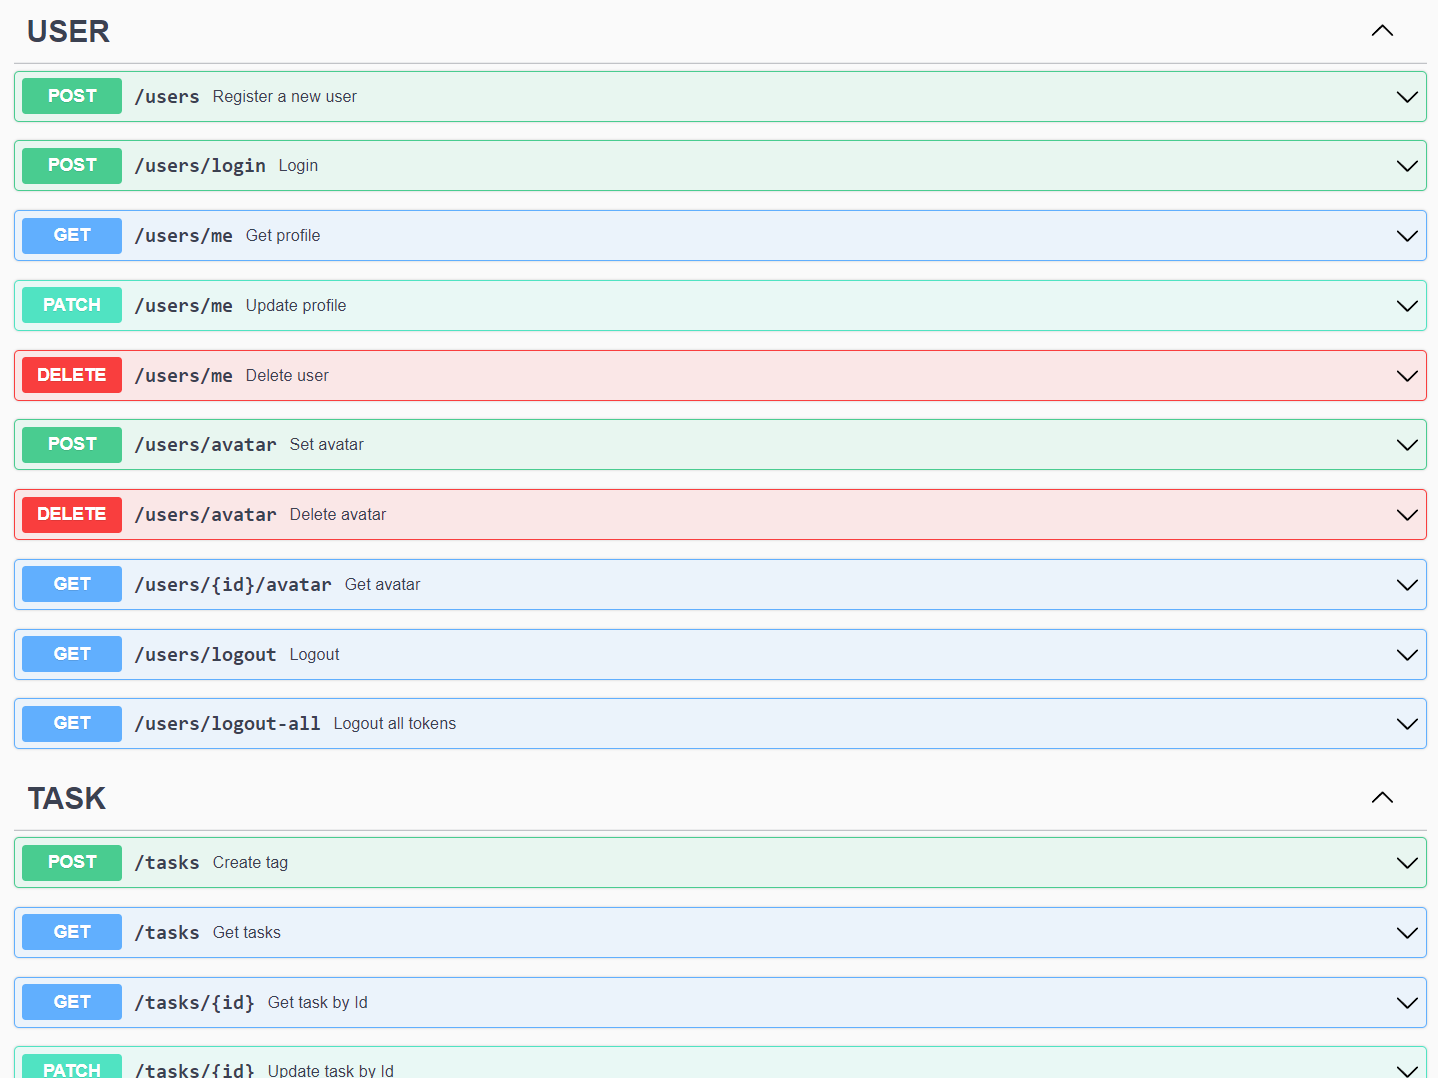 USER
POST /users Register a new user
POST /users/login Login
GET /users/me Get profile
PATCH /users/me Update profile
DELETE /users/me Delete user
POST /users/avatar Set avatar
DELETE /users/avatar Delete avatar
GET /users/{id}/avatar Get avatar
GET /users/logout Logout
GET /users/logout-all Logout all tokens
TASK
POST /tasks Create tag
GET /tasks Get tasks
GET /tasks/{id} Get task by Id
PATCH /tasks/{id} Update task by Id